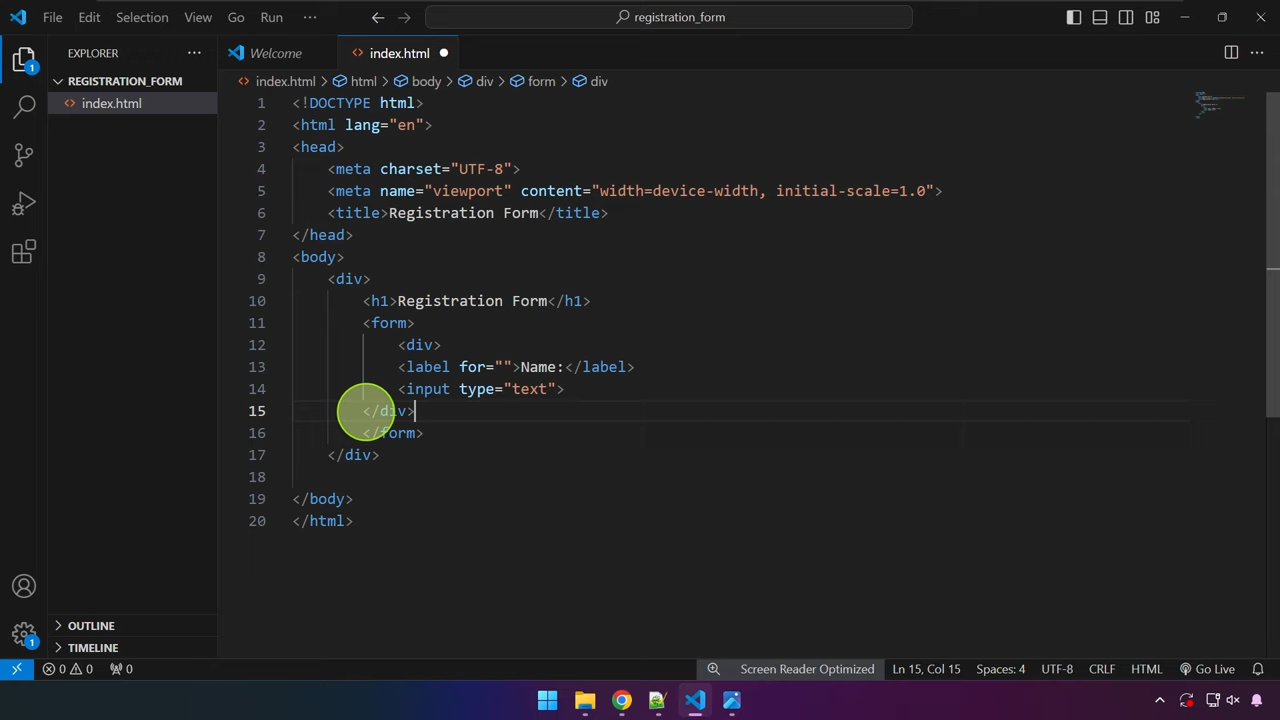 File Edit Selection View Go Run ··· registration_form
EXPLORER ···
Welcome
index.html
REGISTRATION_FORM
index.html
index.html > html > body > div > form > div
1 <!DOCTYPE html>
2 <html lang="en">
3 <head>
4 <meta charset="UTF-8">
5 <meta name="viewport" content="width=device-width, initial-scale=1.0">
6 <title>Registration Form</title>
7 </head>
8 <body>
9 <div>
10 <h1>Registration Form</h1>
11 <form>
12 <div>
13 <label for="">Name:</label>
14 <input type="text">
15 </div>
16 </form>
17 </div>
18
19 </body>
20 </html>
1
1
OUTLINE
TIMELINE
0 0 0 Screen Reader Optimized Ln 15, Col 15 Spaces: 4 UTF-8 CRLF HTML Go Live